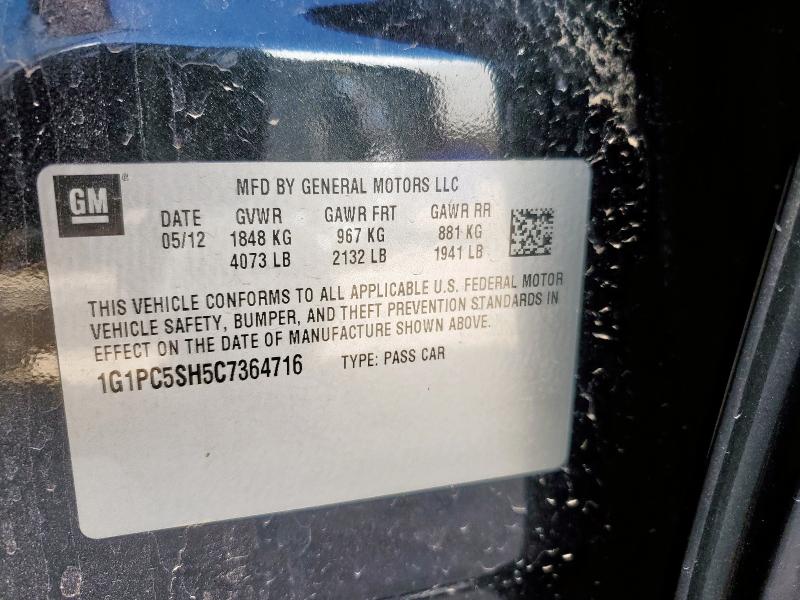 GM®
MFD BY GENERAL MOTORS LLC
DATE GVWR GAWR FRT GAWR RR
05/12 1848 KG 967 KG 881 KG
4073 LB 2132 LB 1941 LB
THIS VEHICLE CONFORMS TO ALL APPLICABLE U.S. FEDERAL MOTOR
VEHICLE SAFETY, BUMPER, AND THEFT PREVENTION STANDARDS IN
EFFECT ON THE DATE OF MANUFACTURE SHOWN ABOVE.
1G1PC5SH5C7364716 TYPE: PASS CAR